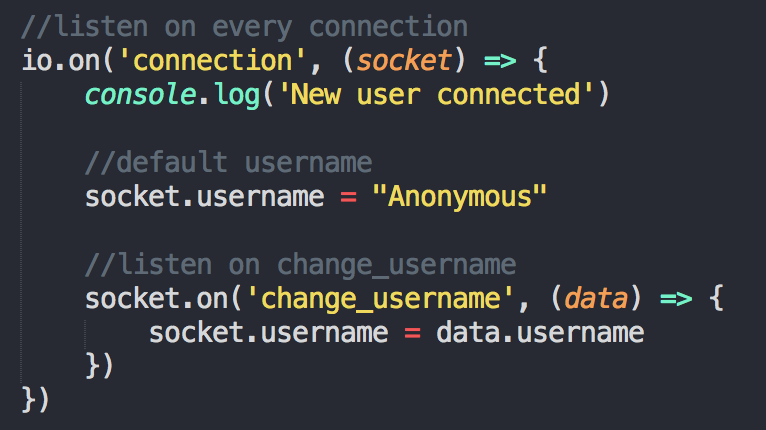 //listen on every connection
io.on('connection', (socket) => {
    console.log('New user connected')
    //default username
    socket.username = "Anonymous"
    //listen on change_username
    socket.on('change_username', (data) => {
        socket.username = data.username
    })
})